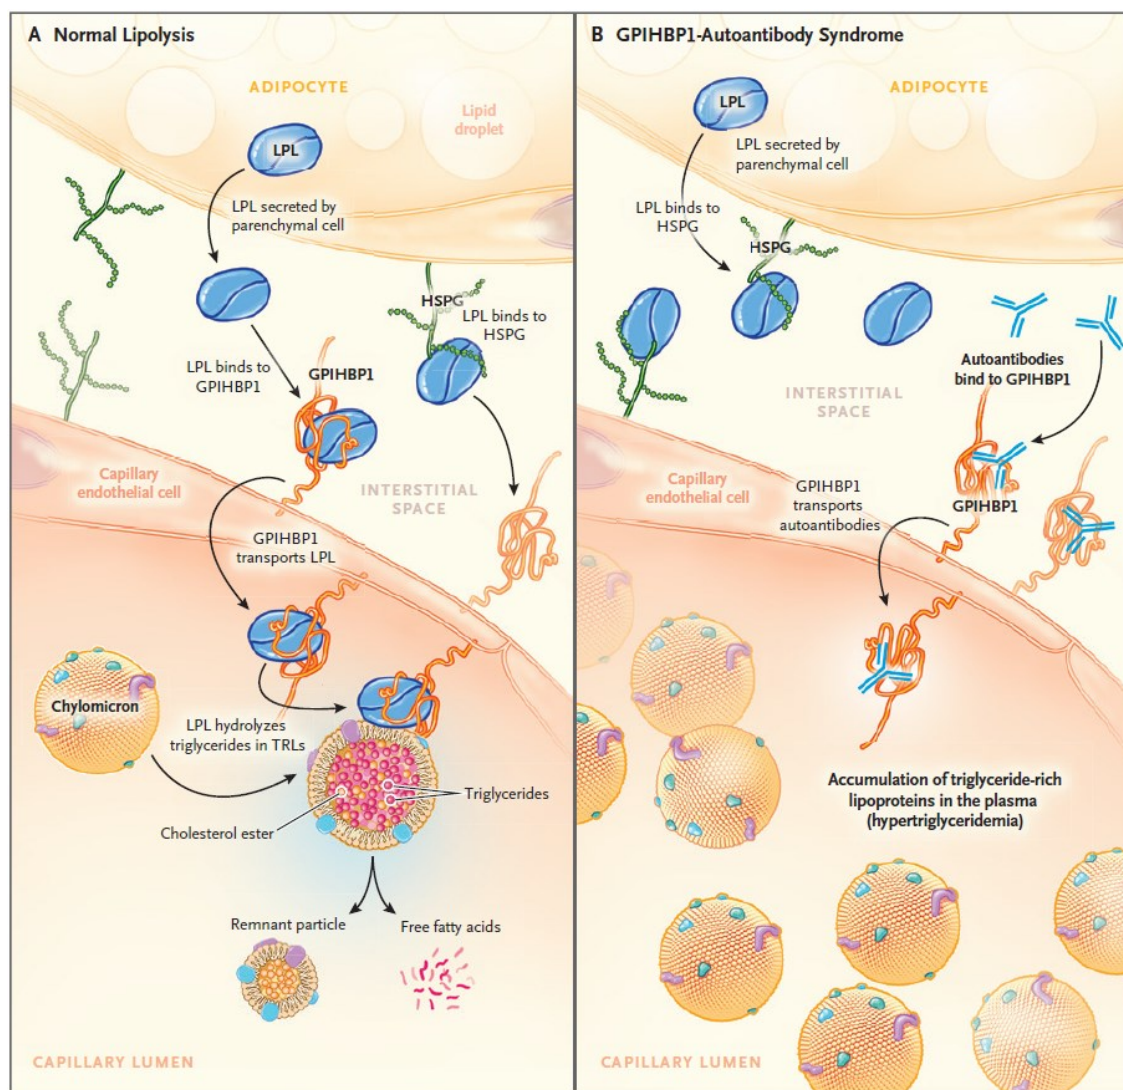 A Normal Lipolysis
ADIPOCYTE
Lipid
droplet
LPL
LPL secreted by
parenchymal cell
HSPG
LPL binds to
HSPG
LPL binds to
GPIHBP1
GPIHBP1
Capillary
endothelial cell
INTERSTITIAL
SPACE
GPIHBP1
transports LPL
Chylomicron
LPL hydrolyzes
triglycerides in TRLs
Triglycerides
Cholesterol ester
Remnant particle
Free fatty acids
CAPILLARY LUMEN
B GPIHBP1-Autoantibody Syndrome
LPL
ADIPOCYTE
LPL secreted by
parenchymal cell
LPL binds to
HSPG
HSPG
Autoantibodies
bind to GPIHBP1
INTERSTITIAL
SPACE
Capillary
endothelial cell
GPIHBP1
transports
autoantibodies
GPIHBP1
Accumulation of triglyceride-rich
lipoproteins in the plasma
(hypertriglyceridemia)
CAPILLARY LUMEN